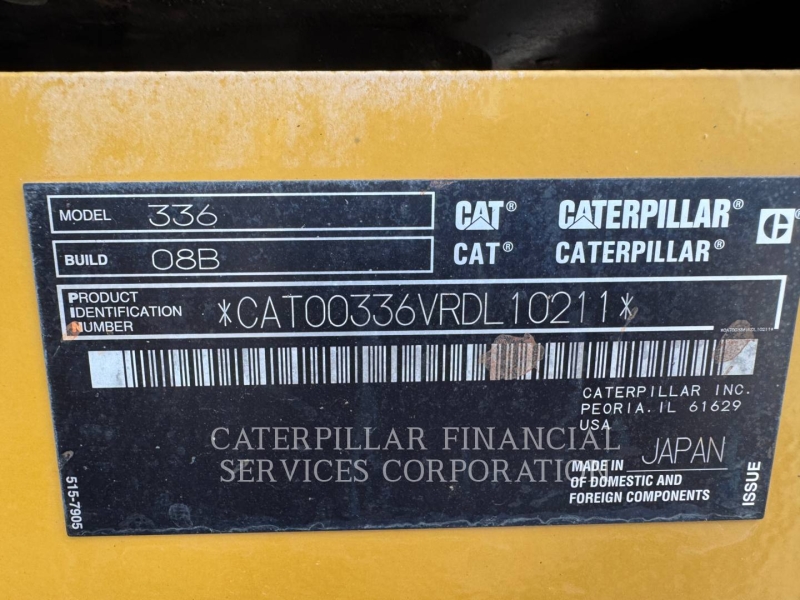 MODEL 336
CAT® CATERPILLAR®
BUILD 08B
CAT® CATERPILLAR®
PRODUCT
IDENTIFICATION
NUMBER
*CAT00336VRDL10211*
CATERPILLAR INC.
PEORIA, IL 61629
USA
CATERPILLAR FINANCIAL
SERVICES CORPORATION
MADE IN JAPAN
OF DOMESTIC AND
FOREIGN COMPONENTS
ISSUE
515-7905